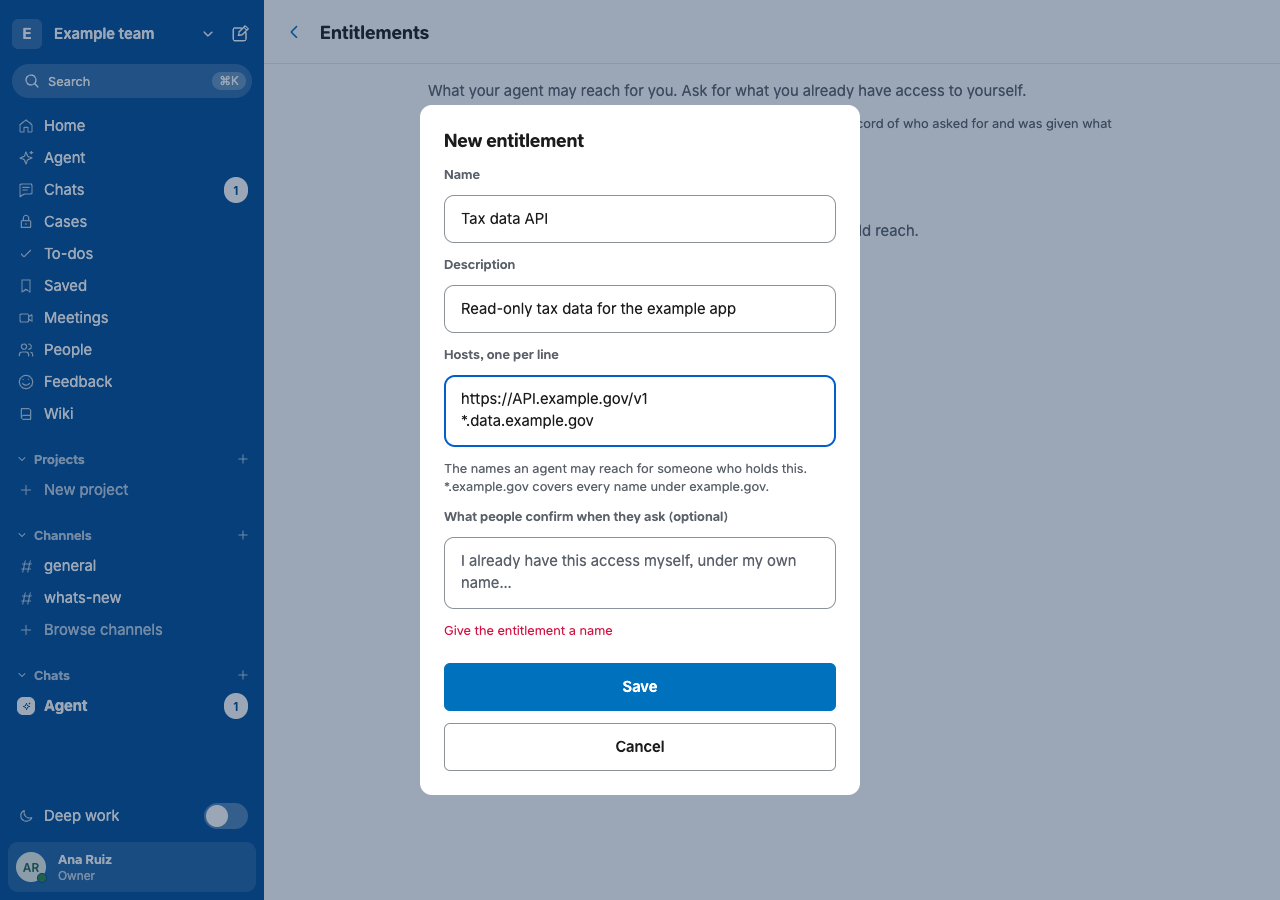 E Example team
Search ⌘K
Home
Agent
Chats 1
Cases
To-dos
Saved
Meetings
People
Feedback
Wiki
Projects
New project
Channels
# general
# whats-new
Browse channels
Chats
Agent 1
Deep work
AR Ana Ruiz
Owner
Entitlements
What your agent may reach for you. Ask for what you already have access to yourself.
of who asked for and was given what
reach.
New entitlement
Name
Tax data API
Description
Read-only tax data for the example app
Hosts, one per line
https://API.example.gov/v1
*.data.example.gov
The names an agent may reach for someone who holds this.
*.example.gov covers every name under example.gov.
What people confirm when they ask (optional)
I already have this access myself, under my own
name...
Give the entitlement a name
Save
Cancel